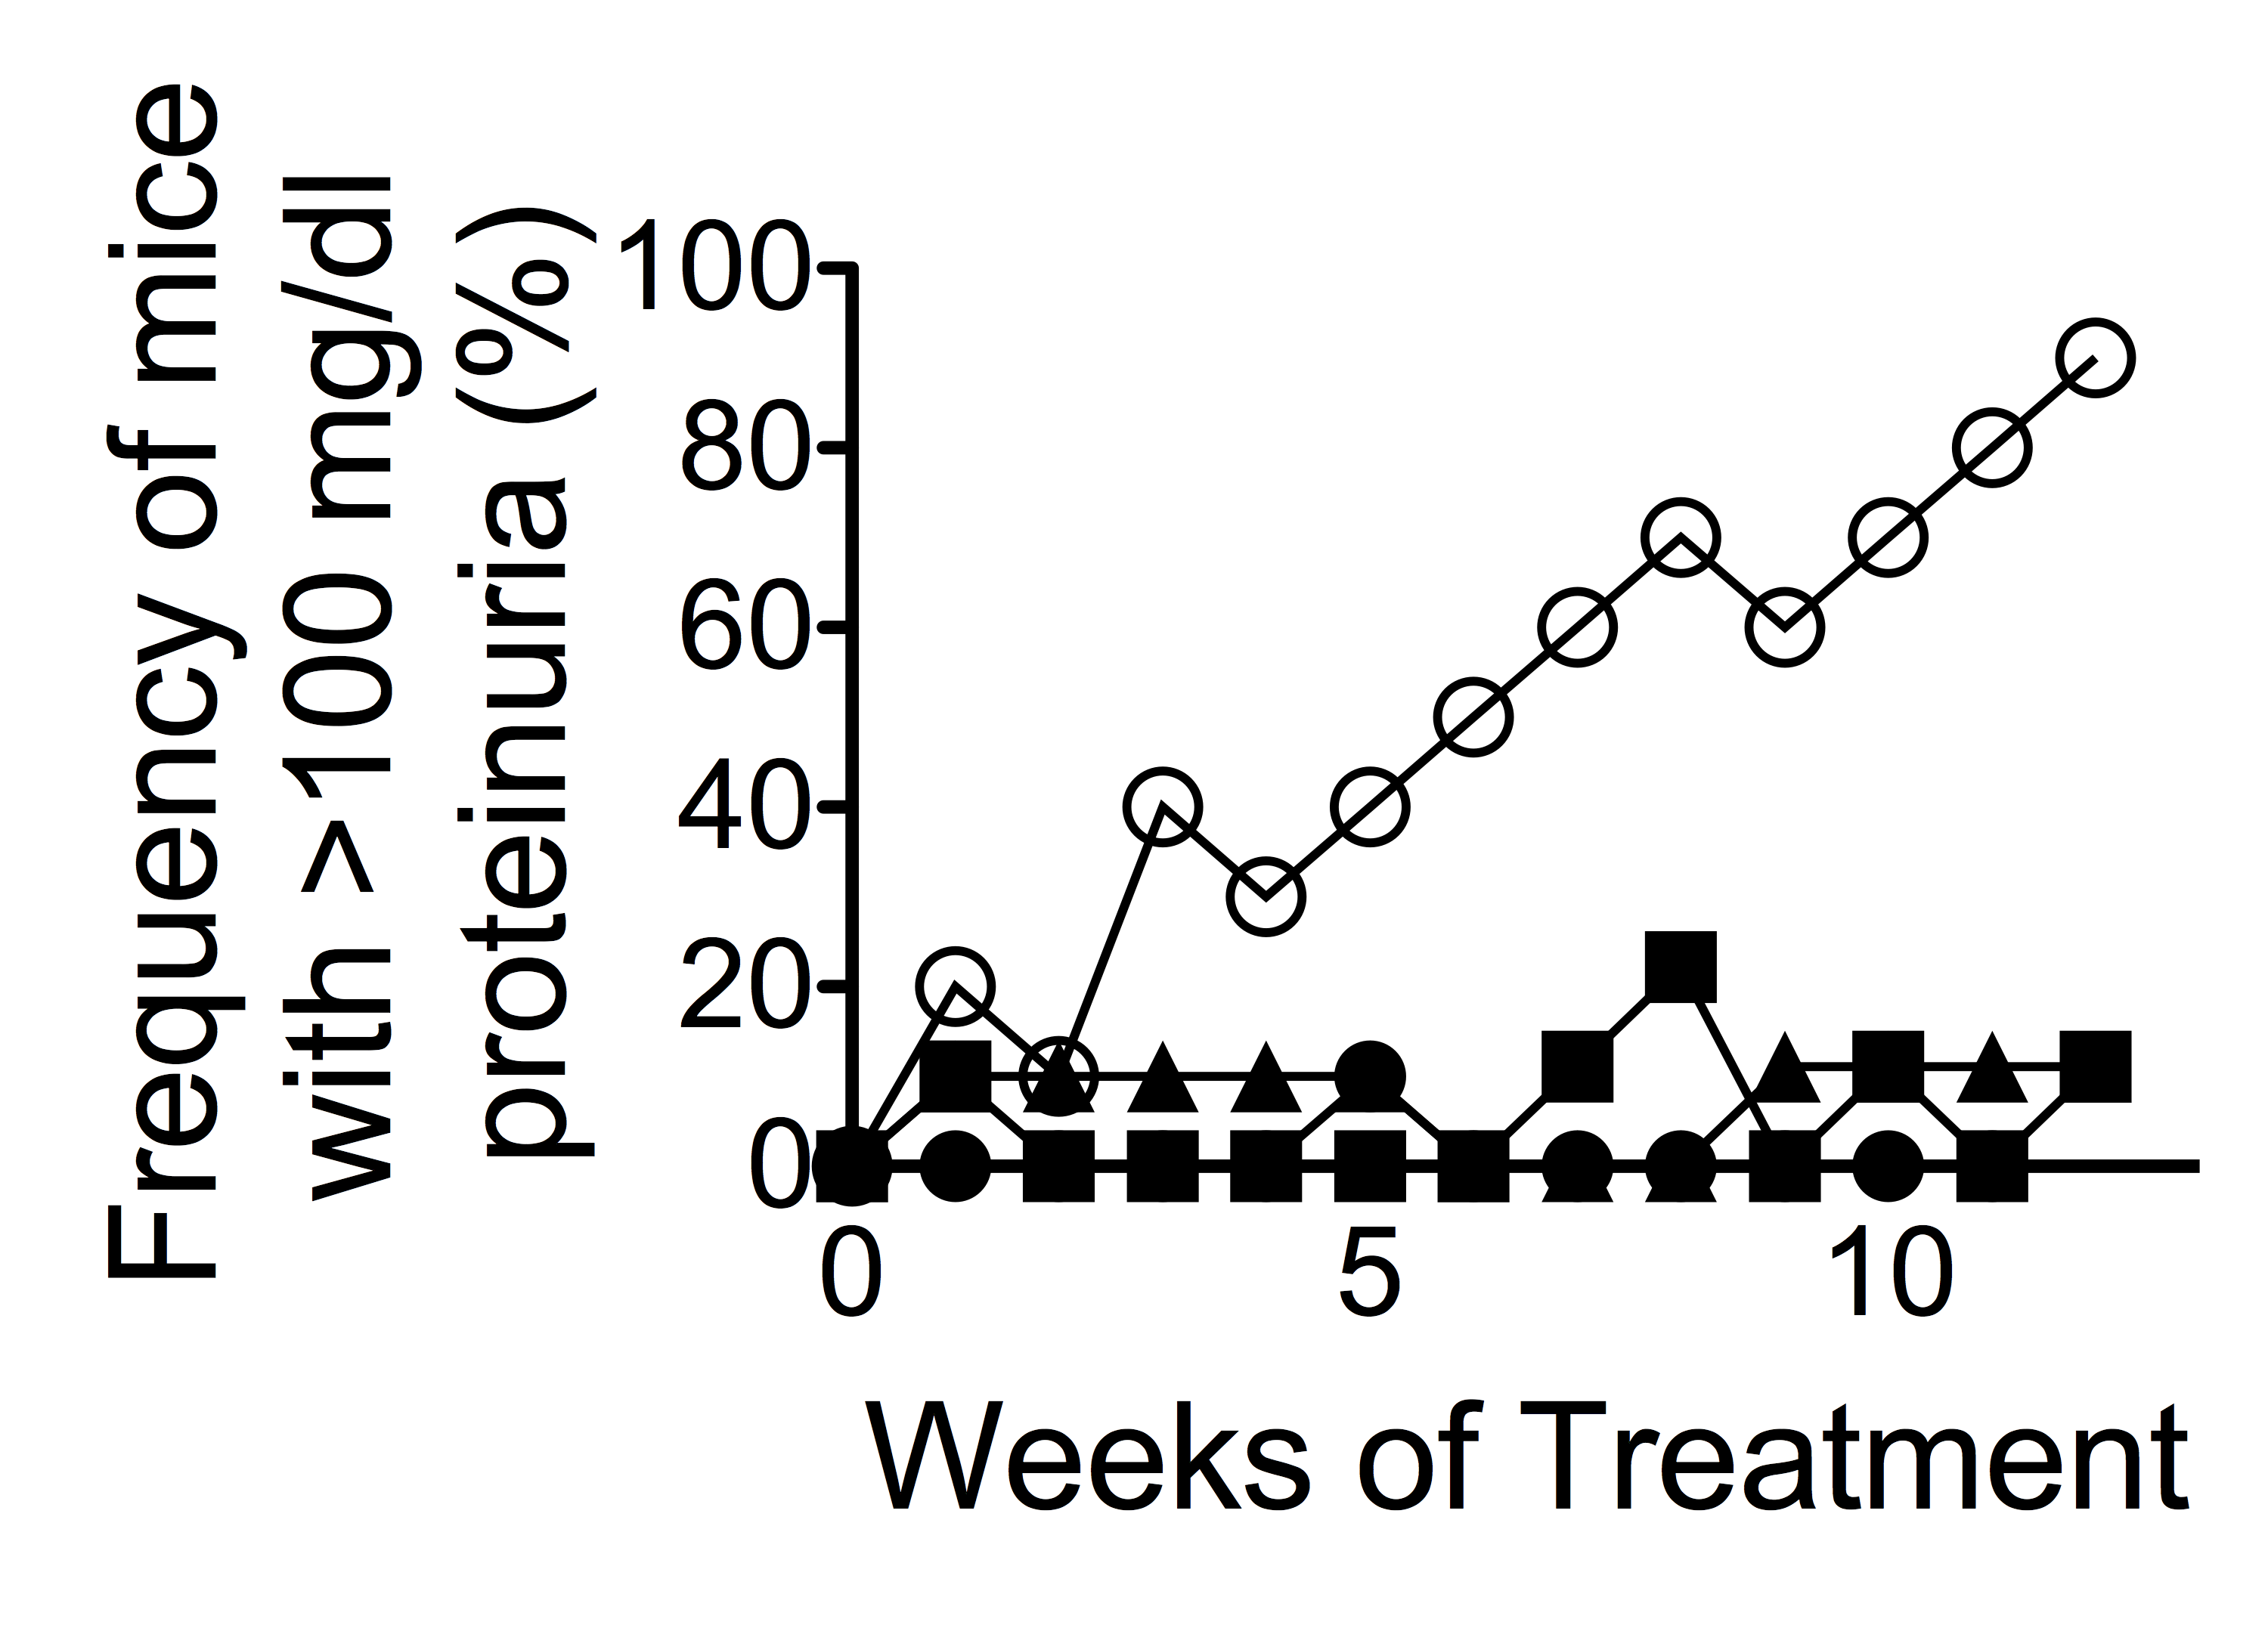 Frequency of mice
with >100 mg/dl
proteinuria (%)
100
80
60
40
20
0
0
5
10
Weeks of Treatment